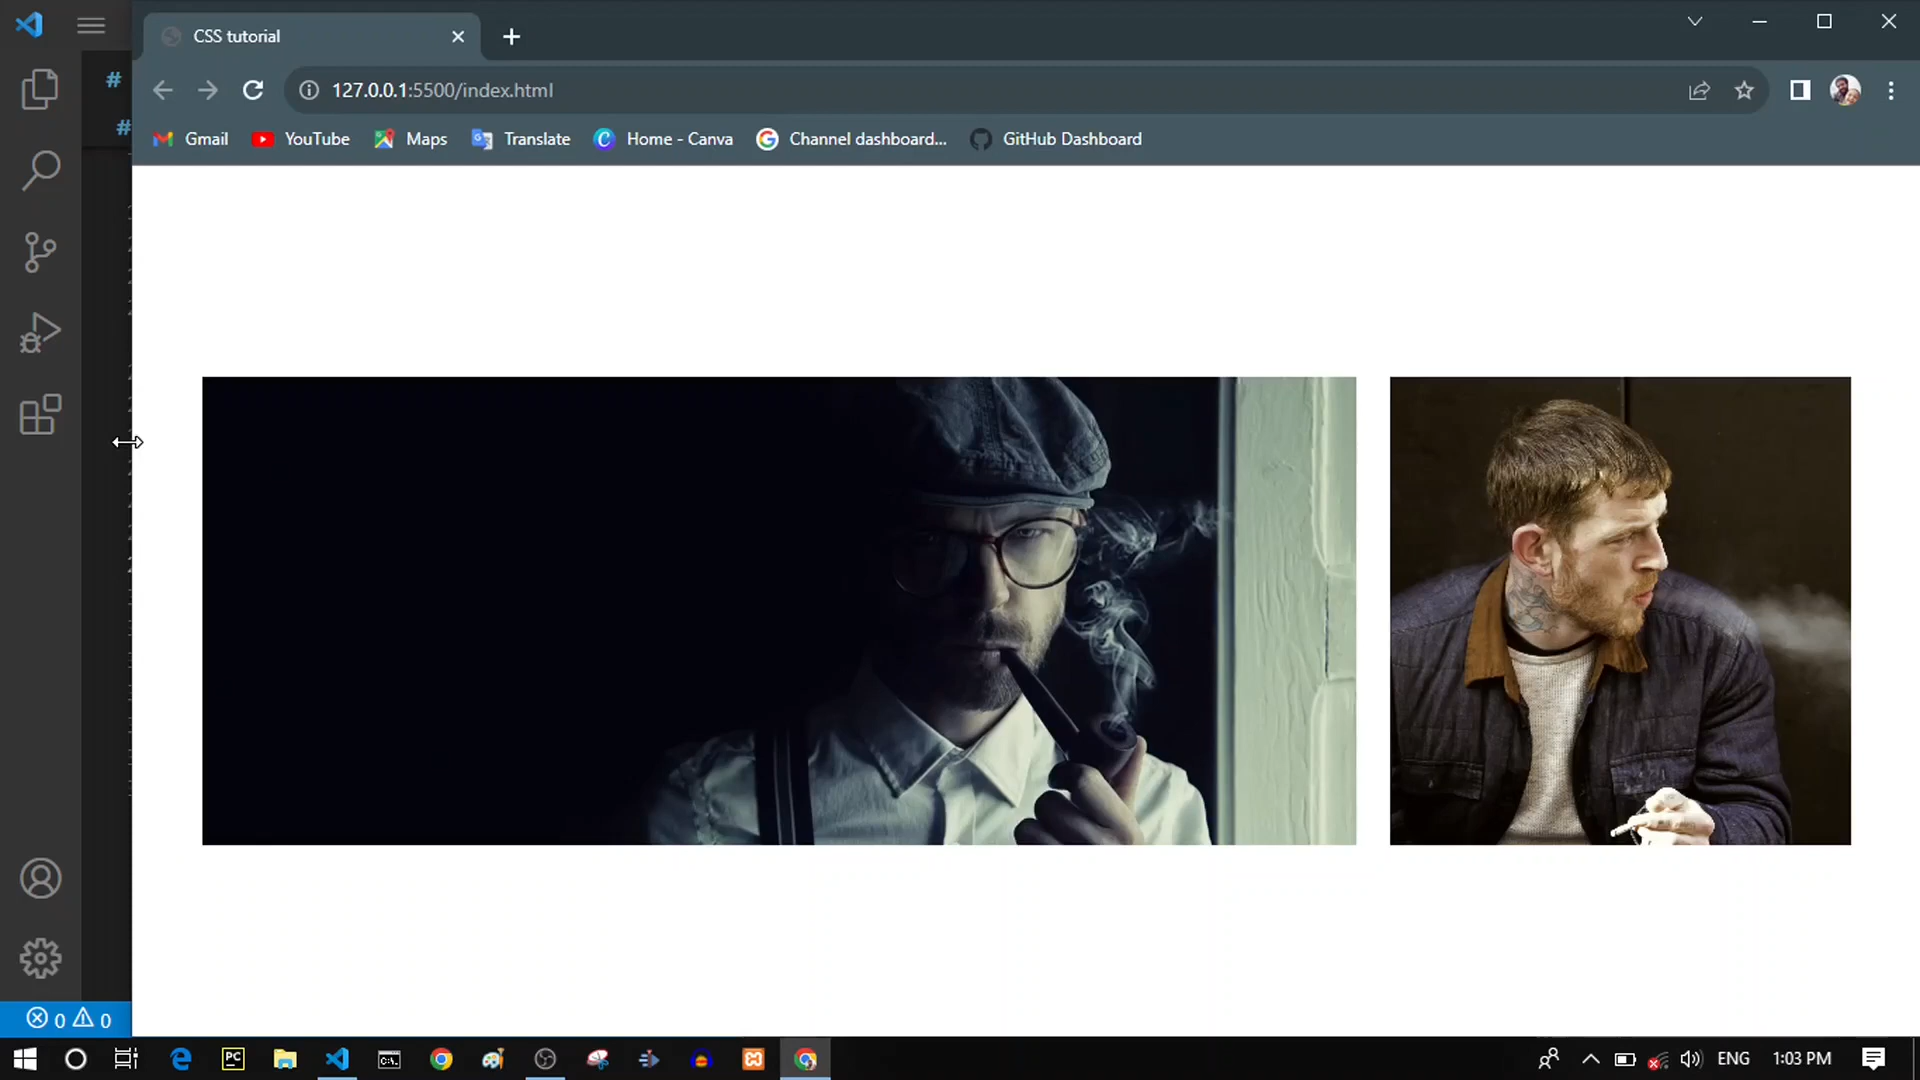 CSS tutorial
127.0.0.1:5500/index.html
Gmail YouTube Maps Translate Home - Canva Channel dashboard... GitHub Dashboard
#
#
0 0
PC
ENG 1:03 PM